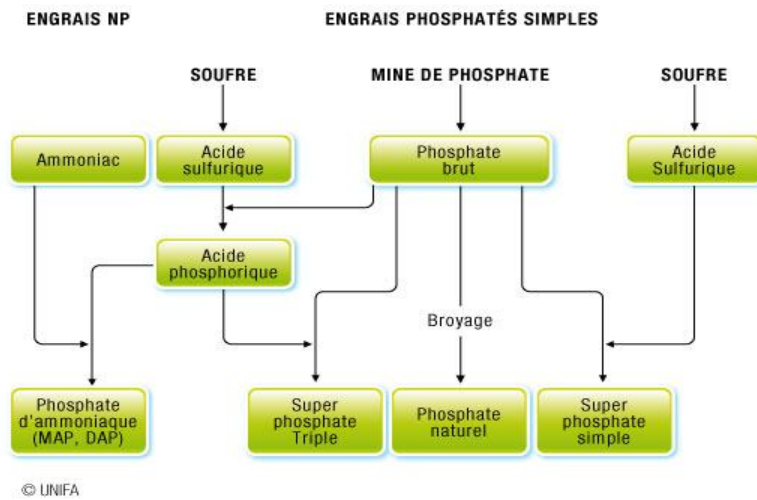 ENGRAIS NP
ENGRAIS PHOSPHATÉS SIMPLES
SOUFRE
MINE DE PHOSPHATE
SOUFRE
Ammoniac
Acide
sulfurique
Phosphate
brut
Acide
Sulfurique
Acide
phosphorique
Broyage
Phosphate
d'ammoniaque
(MAP, DAP)
Super
phosphate
Triple
Phosphate
naturel
Super
phosphate
simple
© UNIFA